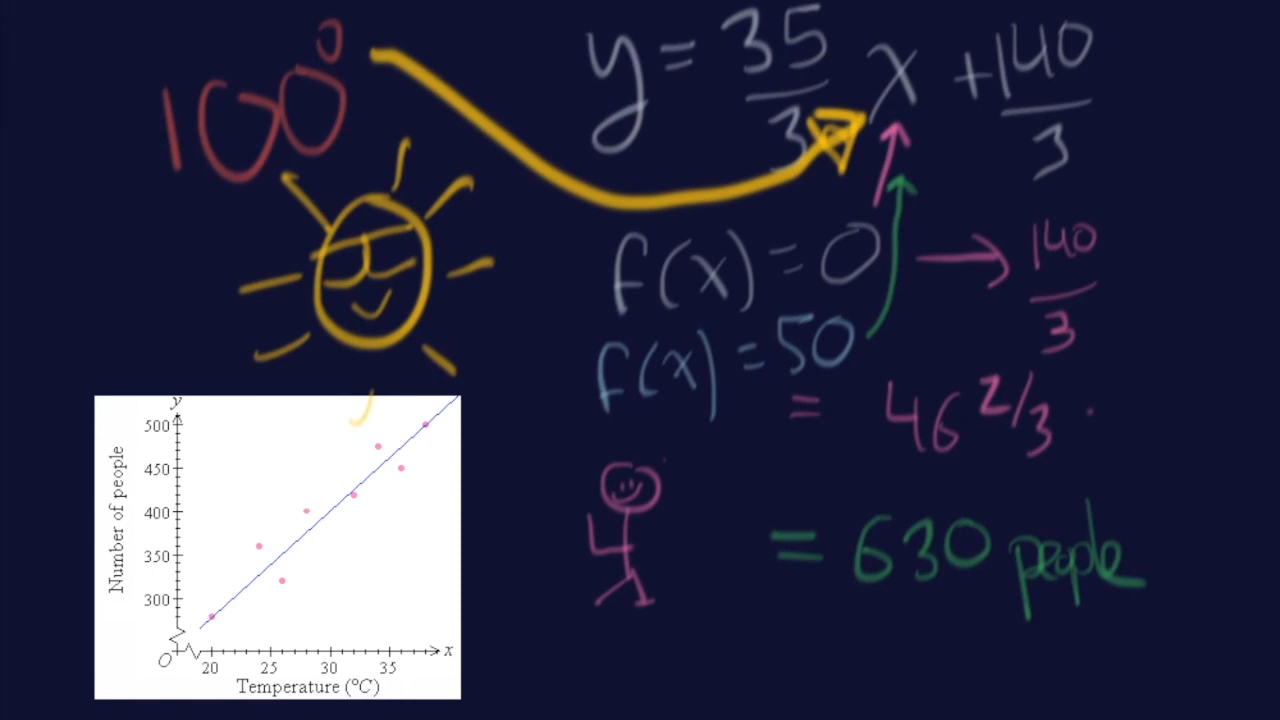 100°
y = 35/3 x + 140/3
f(x) = 0 → 140/3
f(x) = 50
= 46 2/3 .
= 630 people
y
Number of people
500
450
400
350
300
O
20 25 30 35 x
Temperature (°C)